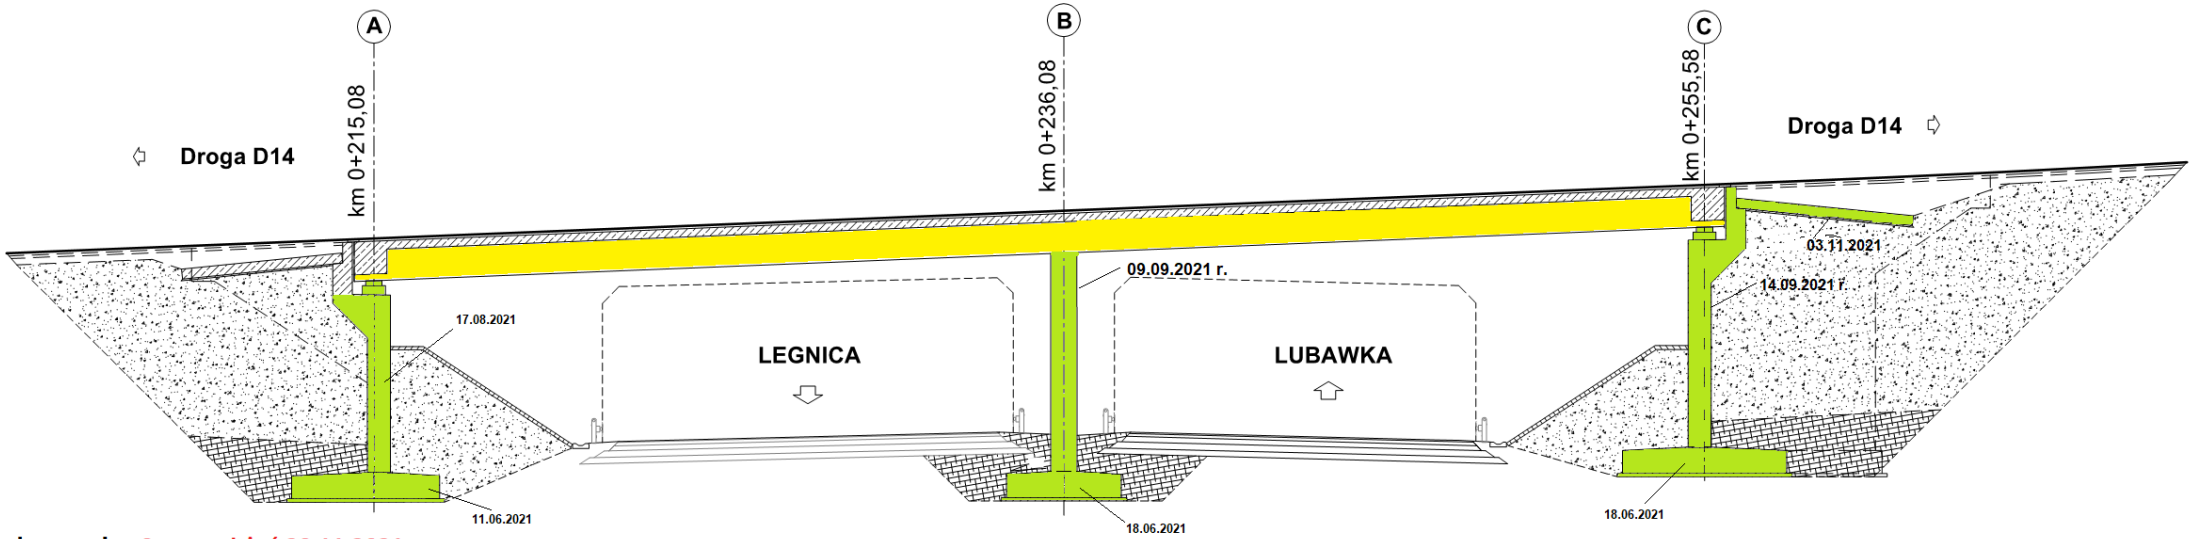 A
B
C
km 0+215,08
km 0+236,08
km 0+255,58
Droga D14
Droga D14
03.11.2021
09.09.2021 r.
14.09.2021 r
17.08.2021
LEGNICA
LUBAWKA
11.06.2021
18.06.2021
18.06.2021